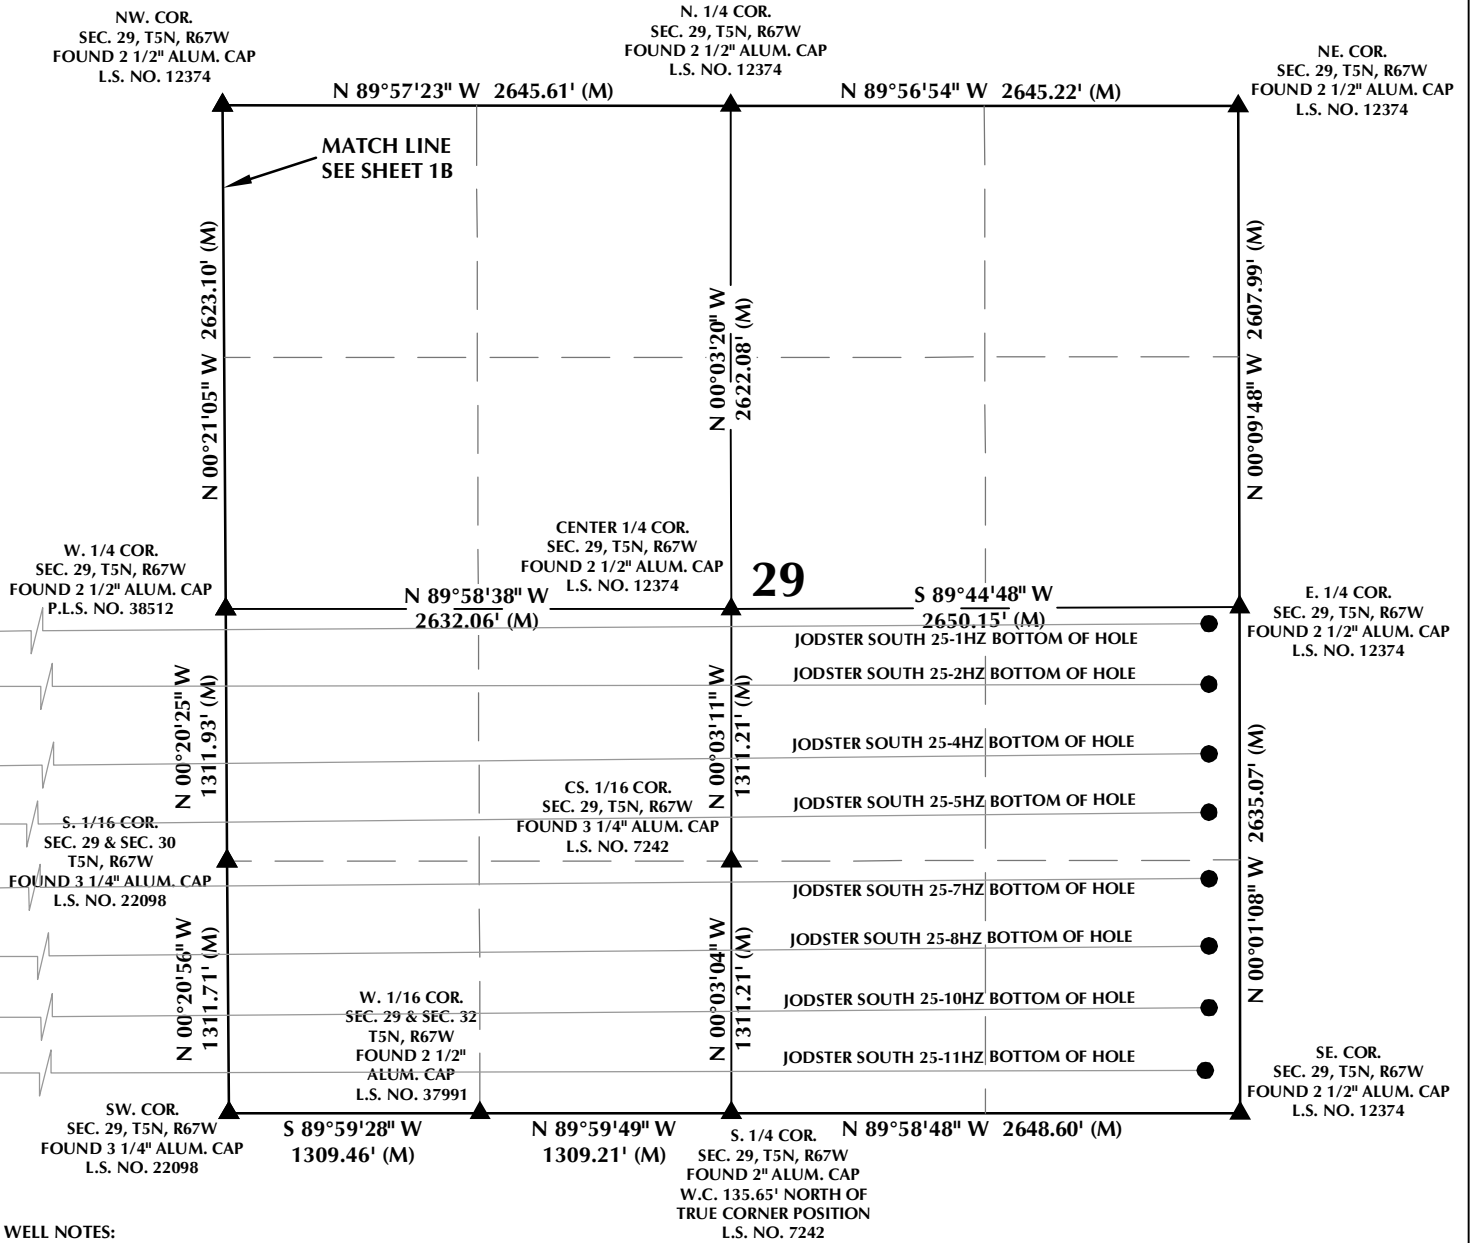 NW. COR.
SEC. 29, T5N, R67W
FOUND 2 1/2" ALUM. CAP
L.S. NO. 12374
N. 1/4 COR.
SEC. 29, T5N, R67W
FOUND 2 1/2" ALUM. CAP
L.S. NO. 12374
NE. COR.
SEC. 29, T5N, R67W
FOUND 2 1/2" ALUM. CAP
L.S. NO. 12374
N 89°57'23" W 2645.61' (M)
N 89°56'54" W 2645.22' (M)
MATCH LINE
SEE SHEET 1B
N 00°21'05" W 2623.10' (M)
N 00°03'20" W
2622.08' (M)
N 00°09'48" W 2607.99' (M)
W. 1/4 COR.
SEC. 29, T5N, R67W
FOUND 2 1/2" ALUM. CAP
P.L.S. NO. 38512
CENTER 1/4 COR.
SEC. 29, T5N, R67W
FOUND 2 1/2" ALUM. CAP
L.S. NO. 12374
29
E. 1/4 COR.
SEC. 29, T5N, R67W
FOUND 2 1/2" ALUM. CAP
L.S. NO. 12374
N 89°58'38" W
2632.06' (M)
S 89°44'48" W
2650.15' (M)
JODSTER SOUTH 25-1HZ BOTTOM OF HOLE
JODSTER SOUTH 25-2HZ BOTTOM OF HOLE
JODSTER SOUTH 25-4HZ BOTTOM OF HOLE
JODSTER SOUTH 25-5HZ BOTTOM OF HOLE
JODSTER SOUTH 25-7HZ BOTTOM OF HOLE
JODSTER SOUTH 25-8HZ BOTTOM OF HOLE
JODSTER SOUTH 25-10HZ BOTTOM OF HOLE
JODSTER SOUTH 25-11HZ BOTTOM OF HOLE
N 00°20'25" W
1311.93' (M)
N 00°03'11" W
1311.21' (M)
N 00°01'08" W 2635.07' (M)
CS. 1/16 COR.
SEC. 29, T5N, R67W
FOUND 3 1/4" ALUM. CAP
L.S. NO. 7242
S. 1/16 COR.
SEC. 29 & SEC. 30
T5N, R67W
FOUND 3 1/4" ALUM. CAP
L.S. NO. 22098
N 00°20'56" W
1311.71' (M)
N 00°03'04" W
1311.21' (M)
W. 1/16 COR.
SEC. 29 & SEC. 32
T5N, R67W
FOUND 2 1/2"
ALUM. CAP
L.S. NO. 37991
SE. COR.
SEC. 29, T5N, R67W
FOUND 2 1/2" ALUM. CAP
L.S. NO. 12374
SW. COR.
SEC. 29, T5N, R67W
FOUND 3 1/4" ALUM. CAP
L.S. NO. 22098
S 89°59'28" W
1309.46' (M)
N 89°59'49" W
1309.21' (M)
N 89°58'48" W 2648.60' (M)
S. 1/4 COR.
SEC. 29, T5N, R67W
FOUND 2" ALUM. CAP
W.C. 135.65' NORTH OF
TRUE CORNER POSITION
L.S. NO. 7242
WELL NOTES: